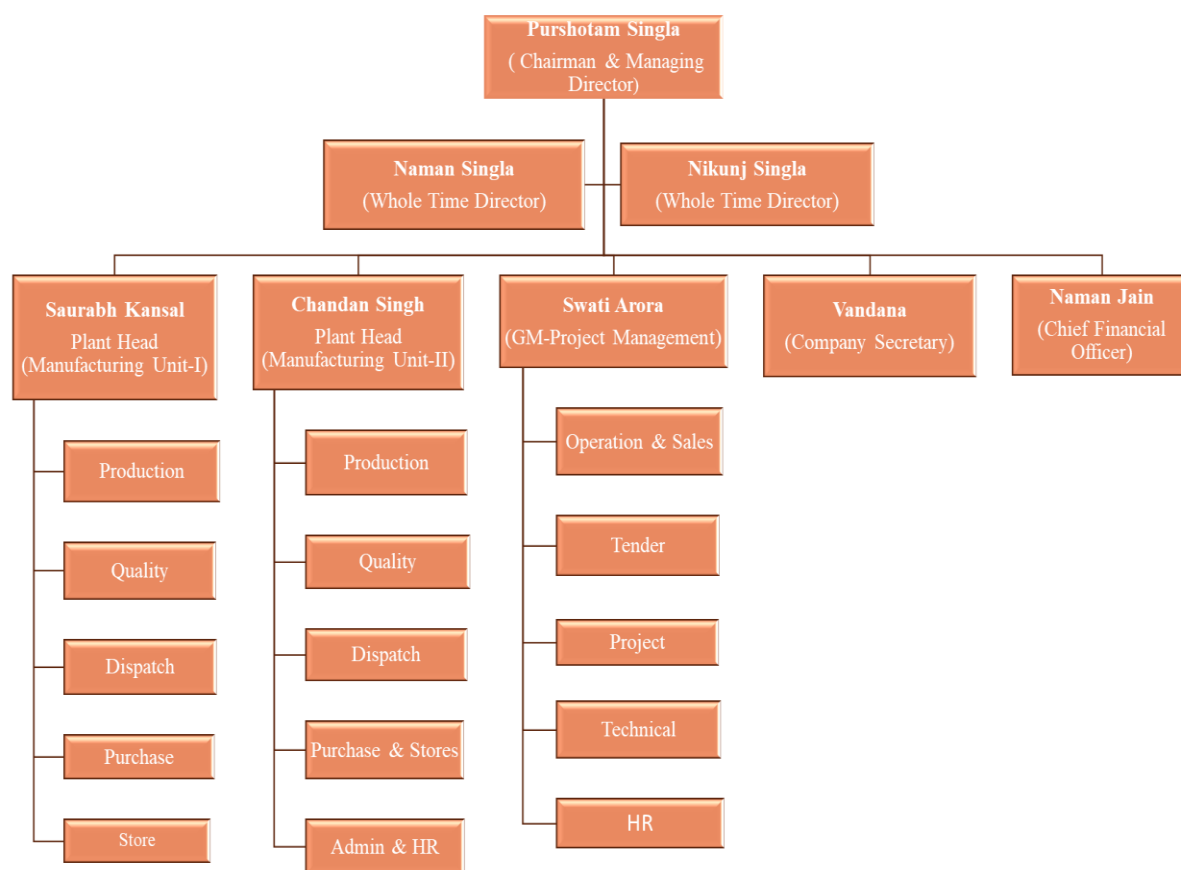 Purshotam Singla
( Chairman & Managing
Director)
Naman Singla
(Whole Time Director)
Nikunj Singla
(Whole Time Director)
Saurabh Kansal
Plant Head
(Manufacturing Unit-I)
Chandan Singh
Plant Head
(Manufacturing Unit-II)
Swati Arora
(GM-Project Management)
Vandana
(Company Secretary)
Naman Jain
(Chief Financial
Officer)
Production
Quality
Dispatch
Purchase
Store
Production
Quality
Dispatch
Purchase & Stores
Admin & HR
Operation & Sales
Tender
Project
Technical
HR